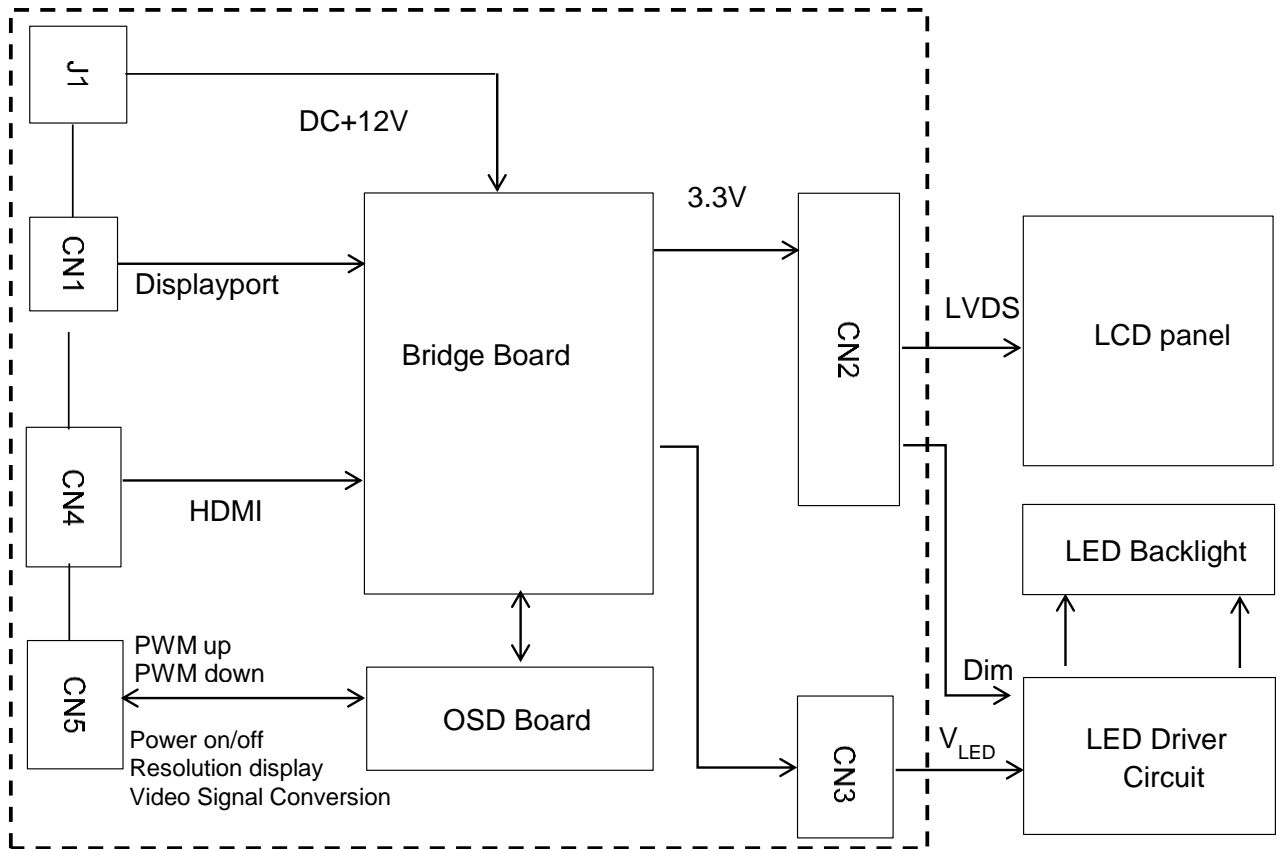 J1
DC+12V
3.3V
CN1
Displayport
Bridge Board
CN2
LVDS
LCD panel
CN4
HDMI
LED Backlight
CN5
PWM up
PWM down
OSD Board
Power on/off
Resolution display
Video Signal Conversion
CN3
Dim
VLED
LED Driver
Circuit